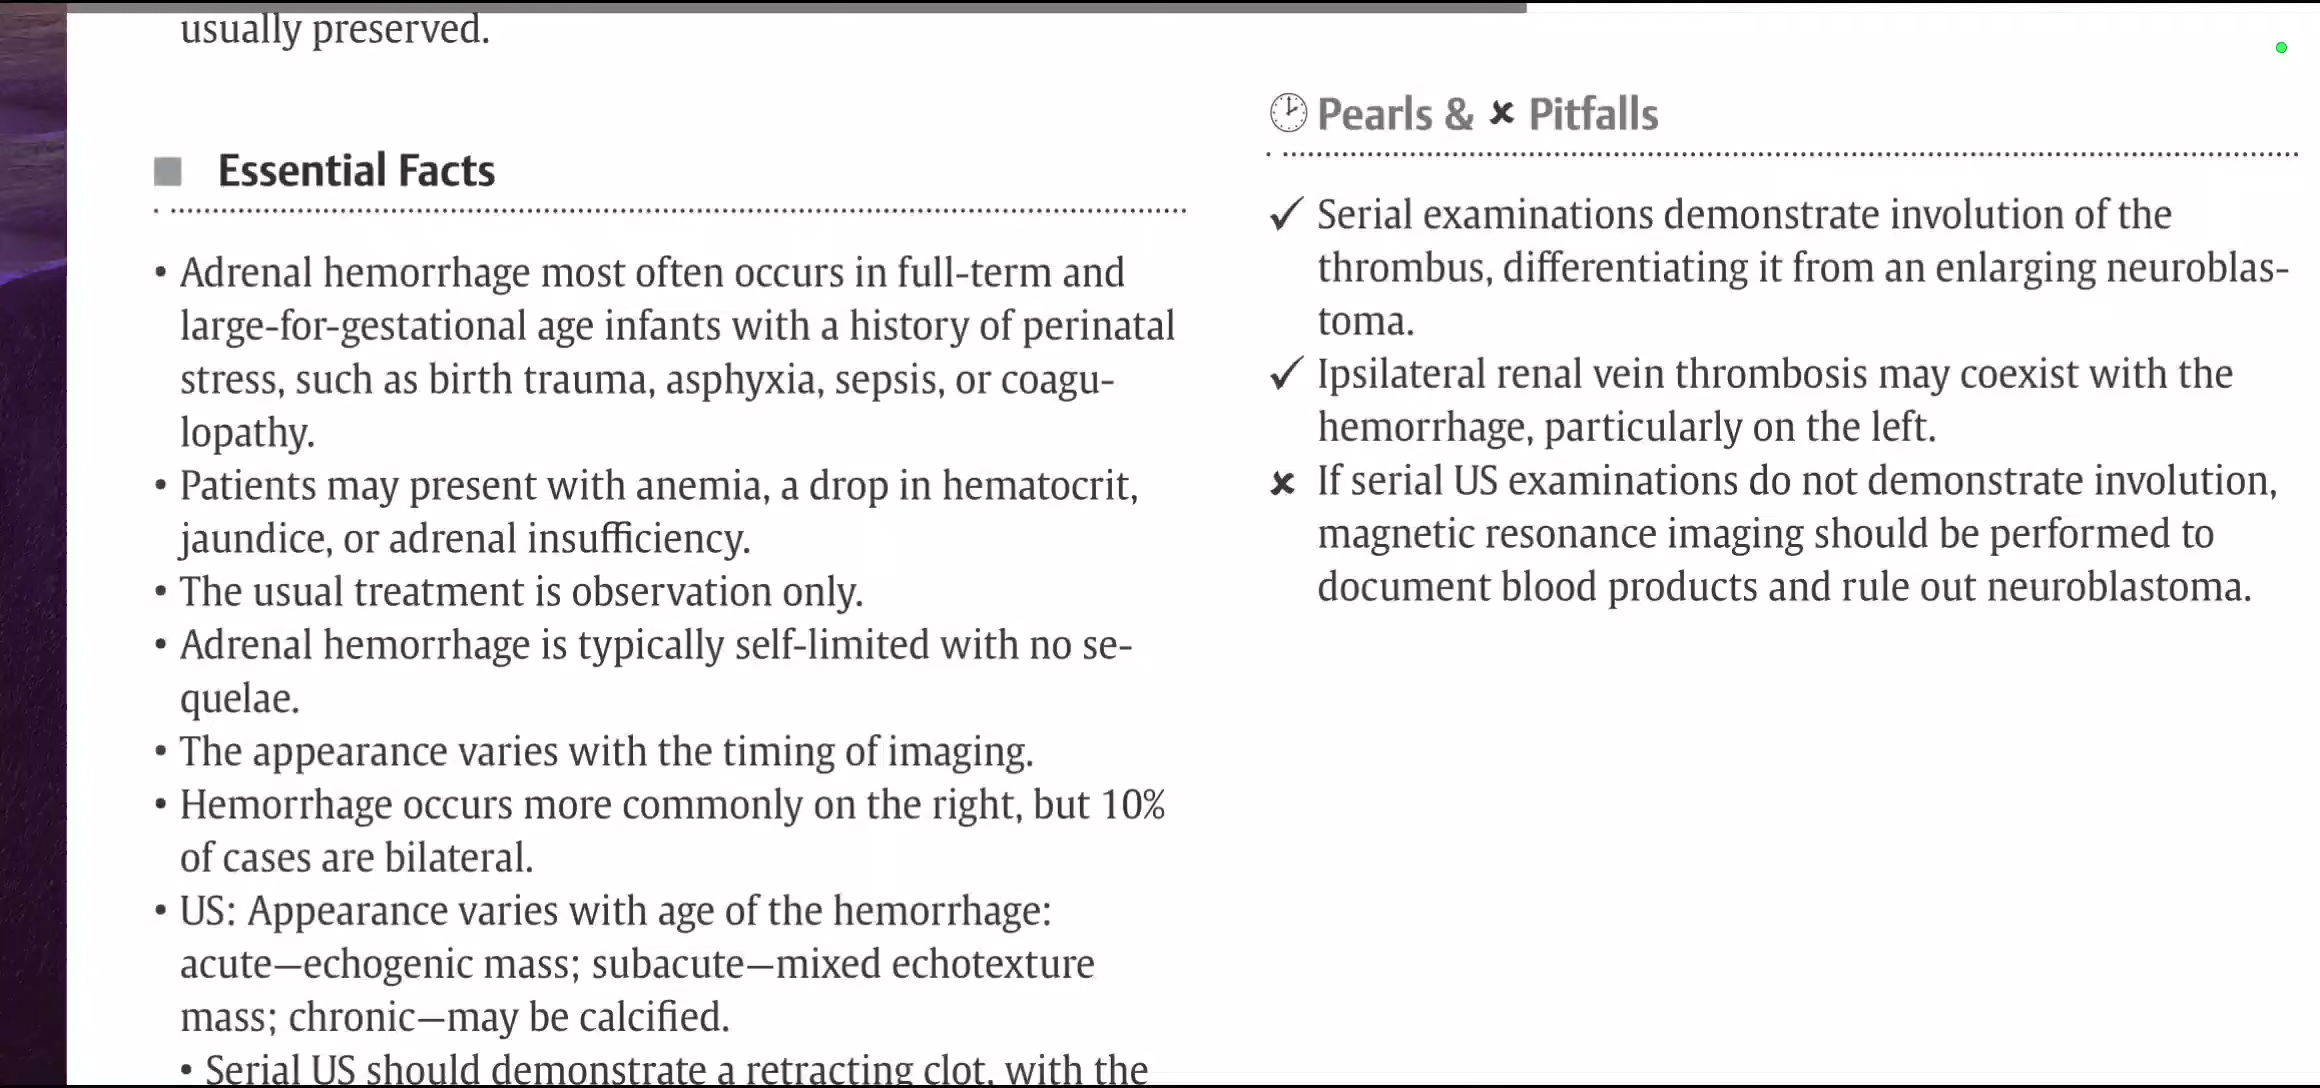 usually preserved.
Essential Facts
• Adrenal hemorrhage most often occurs in full-term and
large-for-gestational age infants with a history of perinatal
stress, such as birth trauma, asphyxia, sepsis, or coagu-
lopathy.
• Patients may present with anemia, a drop in hematocrit,
jaundice, or adrenal insufficiency.
• The usual treatment is observation only.
• Adrenal hemorrhage is typically self-limited with no se-
quelae.
• The appearance varies with the timing of imaging.
• Hemorrhage occurs more commonly on the right, but 10%
of cases are bilateral.
• US: Appearance varies with age of the hemorrhage:
acute—echogenic mass; subacute—mixed echotexture
mass; chronic—may be calcified.
• Serial US should demonstrate a retracting clot, with the
Pearls & ✘ Pitfalls
✓ Serial examinations demonstrate involution of the
thrombus, differentiating it from an enlarging neuroblas-
toma.
✓ Ipsilateral renal vein thrombosis may coexist with the
hemorrhage, particularly on the left.
✘ If serial US examinations do not demonstrate involution,
magnetic resonance imaging should be performed to
document blood products and rule out neuroblastoma.